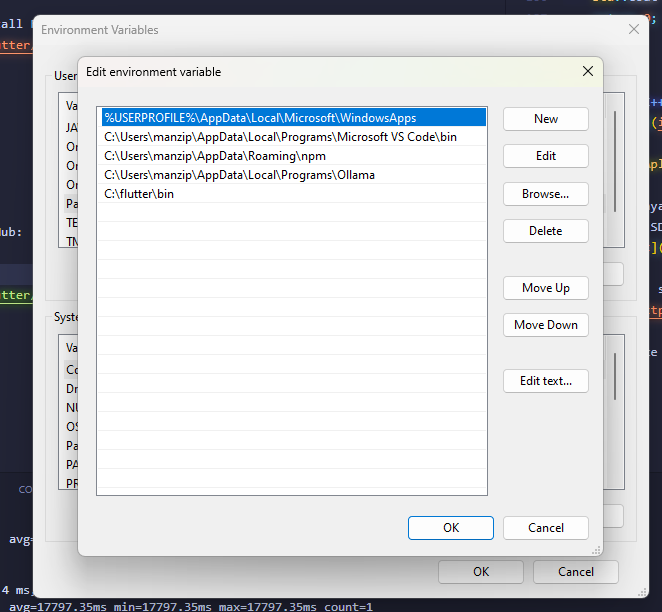 all
Environment Variables
utter/
Edit environment variable
User
%USERPROFILE%\AppData\Local\Microsoft\WindowsApps
C:\Users\manzip\AppData\Local\Programs\Microsoft VS Code\bin
C:\Users\manzip\AppData\Roaming\npm
C:\Users\manzip\AppData\Local\Programs\Ollama
C:\flutter\bin
New
Edit
Browse...
Delete
Move Up
Move Down
Edit text...
Va
JA
On
On
On
Pa
TE
TM
ub:
utter/
Syste
Va
Co
Dr
NU
OS
Pa
PA
PR
CO
OK
Cancel
avg=
OK
Cancel
4 ms,
avg=17797.35ms min=17797.35ms max=17797.35ms count=1